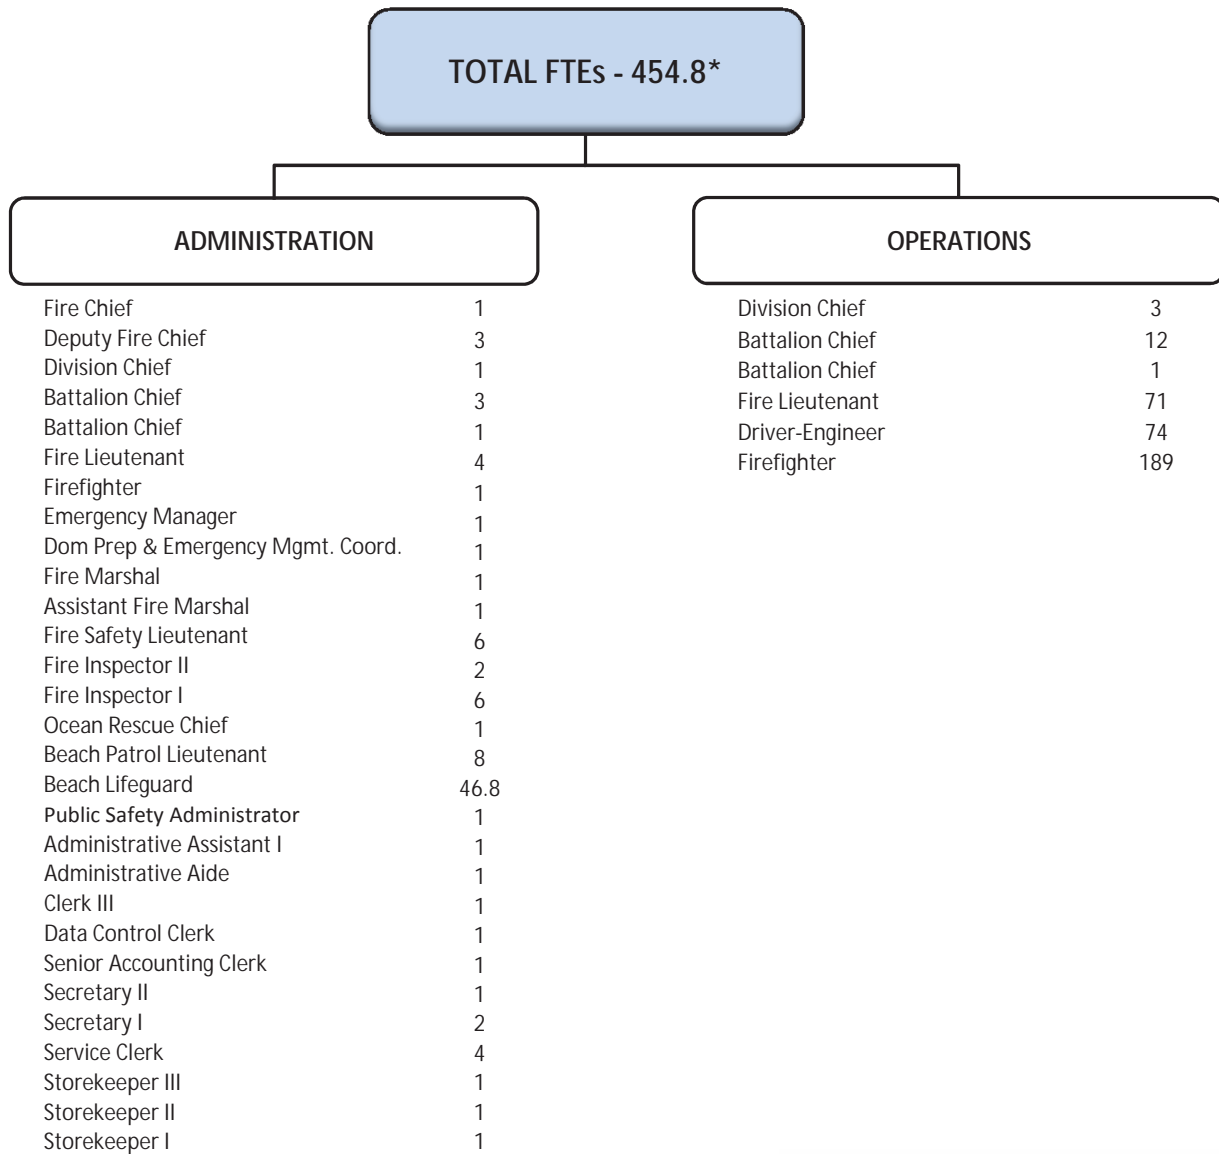 TOTAL FTEs - 454.8*
ADMINISTRATION
Fire Chief 1
Deputy Fire Chief 3
Division Chief 1
Battalion Chief 3
Battalion Chief 1
Fire Lieutenant 4
Firefighter 1
Emergency Manager 1
Dom Prep & Emergency Mgmt. Coord. 1
Fire Marshal 1
Assistant Fire Marshal 1
Fire Safety Lieutenant 6
Fire Inspector II 2
Fire Inspector I 6
Ocean Rescue Chief 1
Beach Patrol Lieutenant 8
Beach Lifeguard 46.8
Public Safety Administrator 1
Administrative Assistant I 1
Administrative Aide 1
Clerk III 1
Data Control Clerk 1
Senior Accounting Clerk 1
Secretary II 1
Secretary I 2
Service Clerk 4
Storekeeper III 1
Storekeeper II 1
Storekeeper I 1
OPERATIONS
Division Chief 3
Battalion Chief 12
Battalion Chief 1
Fire Lieutenant 71
Driver-Engineer 74
Firefighter 189